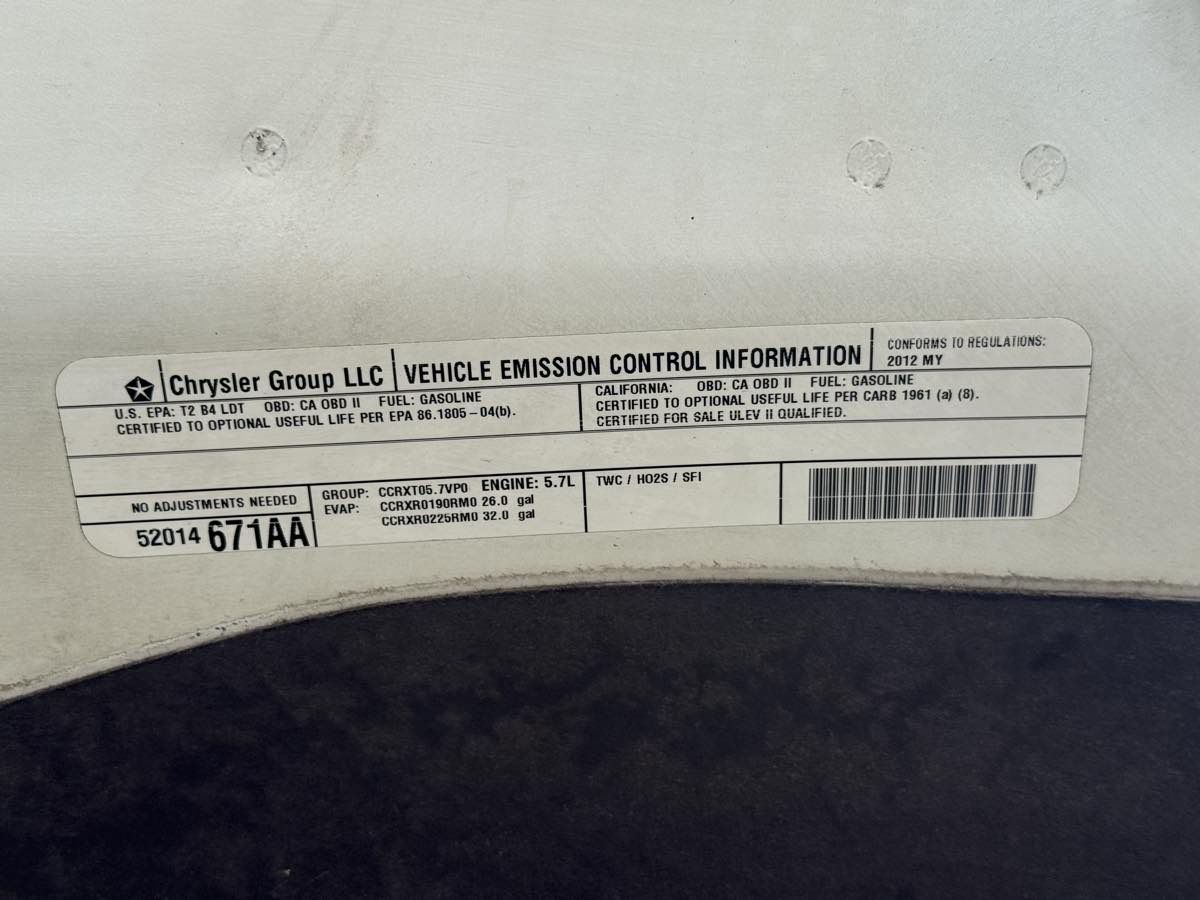 Chrysler Group LLC
VEHICLE EMISSION CONTROL INFORMATION
CONFORMS TO REGULATIONS:
2012 MY
U.S. EPA: T2 B4 LDT OBD: CA OBD II FUEL: GASOLINE
CERTIFIED TO OPTIONAL USEFUL LIFE PER EPA 86.1805-04(b).
CALIFORNIA: OBD: CA OBD II FUEL: GASOLINE
CERTIFIED TO OPTIONAL USEFUL LIFE PER CARB 1961 (a) (8).
CERTIFIED FOR SALE ULEV II QUALIFIED.
NO ADJUSTMENTS NEEDED
52014 671AA
GROUP: CCRXT05.7VP0 ENGINE: 5.7L
EVAP: CCRXR0190RM0 26.0 gal
CCRXR0225RM0 32.0 gal
TWC / HO2S / SFI